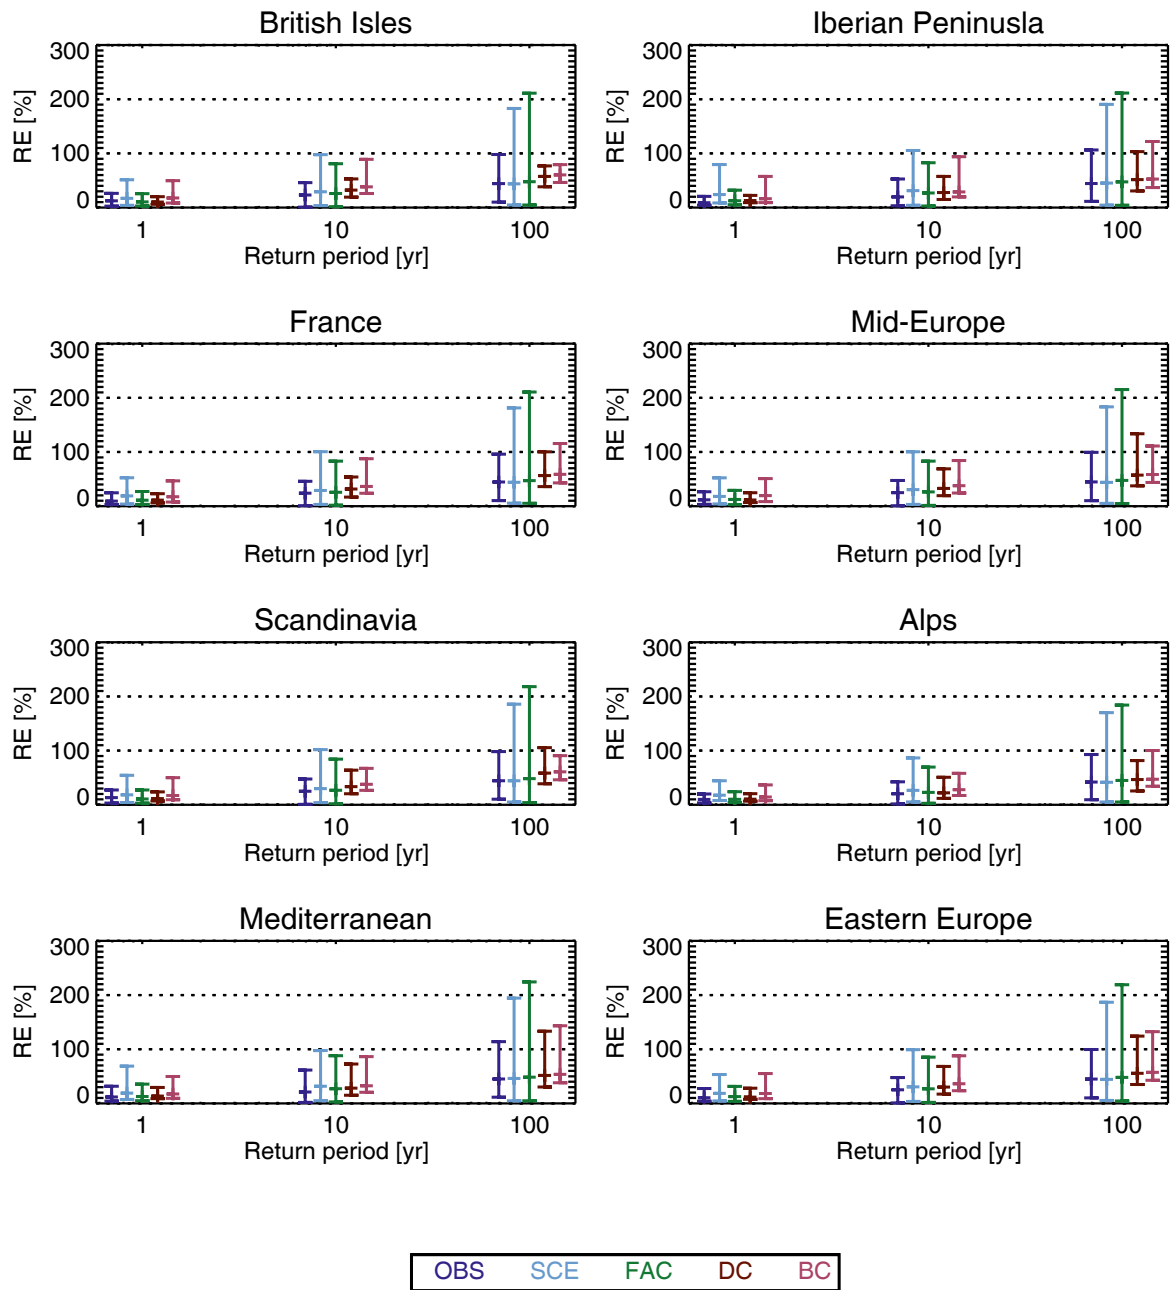 British Isles
300
200
100
0
RE [%]
1
10
100
Return period [yr]
Iberian Peninusla
300
200
100
0
RE [%]
1
10
100
Return period [yr]
France
300
200
100
0
RE [%]
1
10
100
Return period [yr]
Mid-Europe
300
200
100
0
RE [%]
1
10
100
Return period [yr]
Scandinavia
300
200
100
0
RE [%]
1
10
100
Return period [yr]
Alps
300
200
100
0
RE [%]
1
10
100
Return period [yr]
Mediterranean
300
200
100
0
RE [%]
1
10
100
Return period [yr]
Eastern Europe
300
200
100
0
RE [%]
1
10
100
Return period [yr]
OBS SCE FAC DC BC